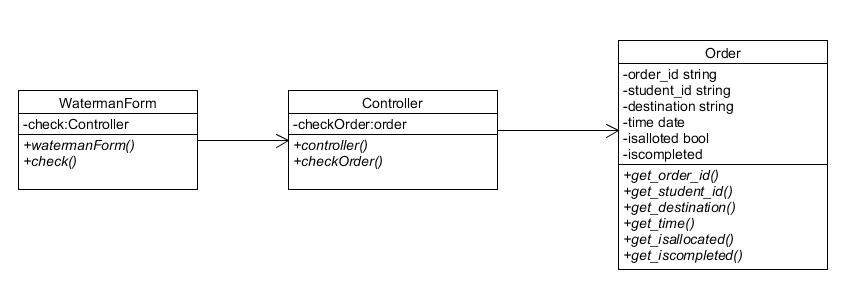 WatermanForm
-check:Controller
+watermanForm()
+check()
Controller
-checkOrder:order
+controller()
+checkOrder()
Order
-order_id string
-student_id string
-destination string
-time date
-isalloted bool
-iscompleted
+get_order_id()
+get_student_id()
+get_destination()
+get_time()
+get_isallocated()
+get_iscompleted()